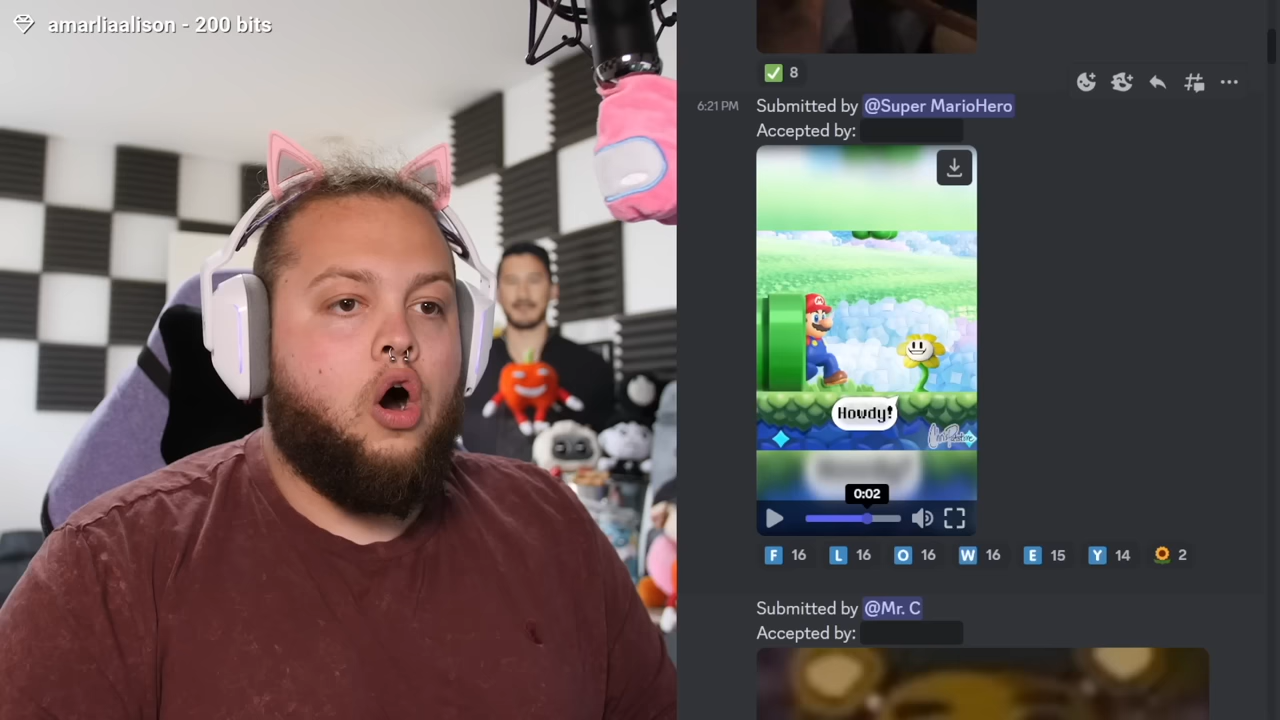 amarliaalison - 200 bits
8
6:21 PM Submitted by @Super MarioHero
Accepted by:
Howdy!
0:02
F 16 L 16 O 16 W 16 E 15 Y 14 2
Submitted by @Mr. C
Accepted by: